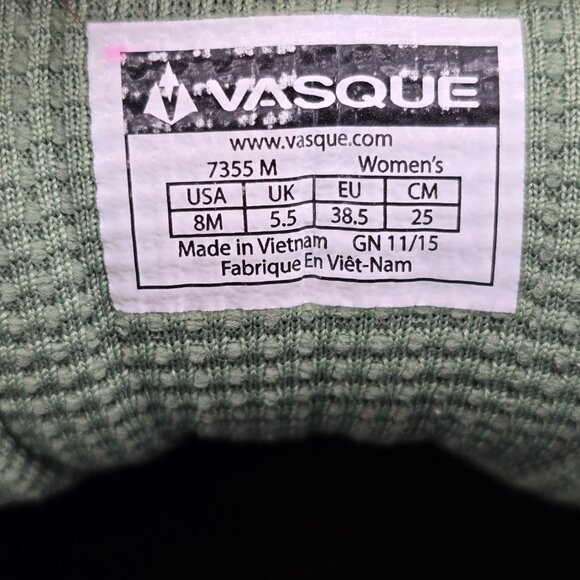 VASQUE
www.vasque.com
7355 M Women's
USA UK EU CM
8M 5.5 38.5 25
Made in Vietnam GN 11/15
Fabrique En Viêt-Nam